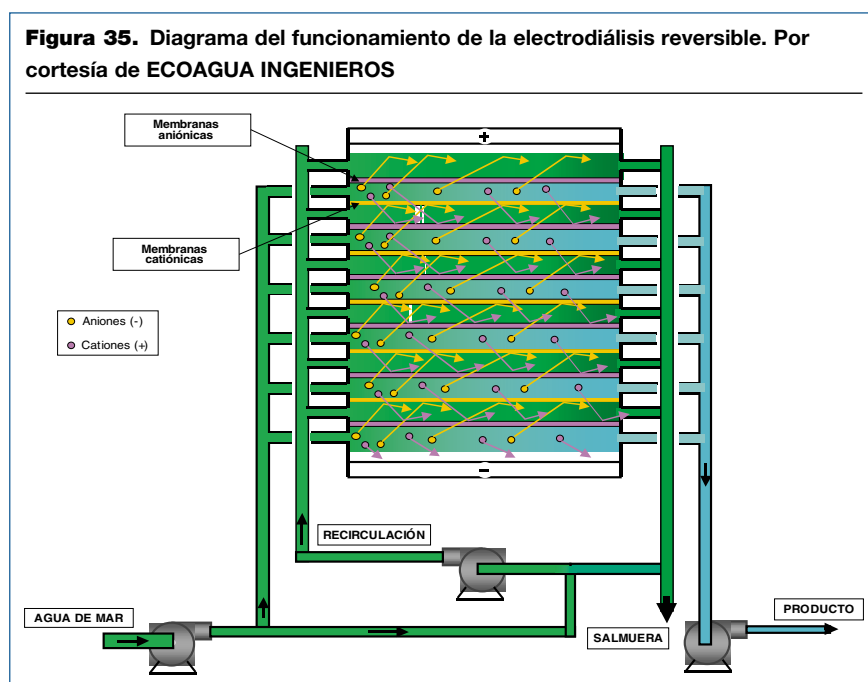 Figura 35. Diagrama del funcionamiento de la electrodiálisis reversible. Por
cortesía de ECOAGUA INGENIEROS
Membranas
aniónicas
+
Membranas
catiónicas
Aniones (-)
Cationes (+)
–
RECIRCULACIÓN
AGUA DE MAR
SALMUERA
PRODUCTO